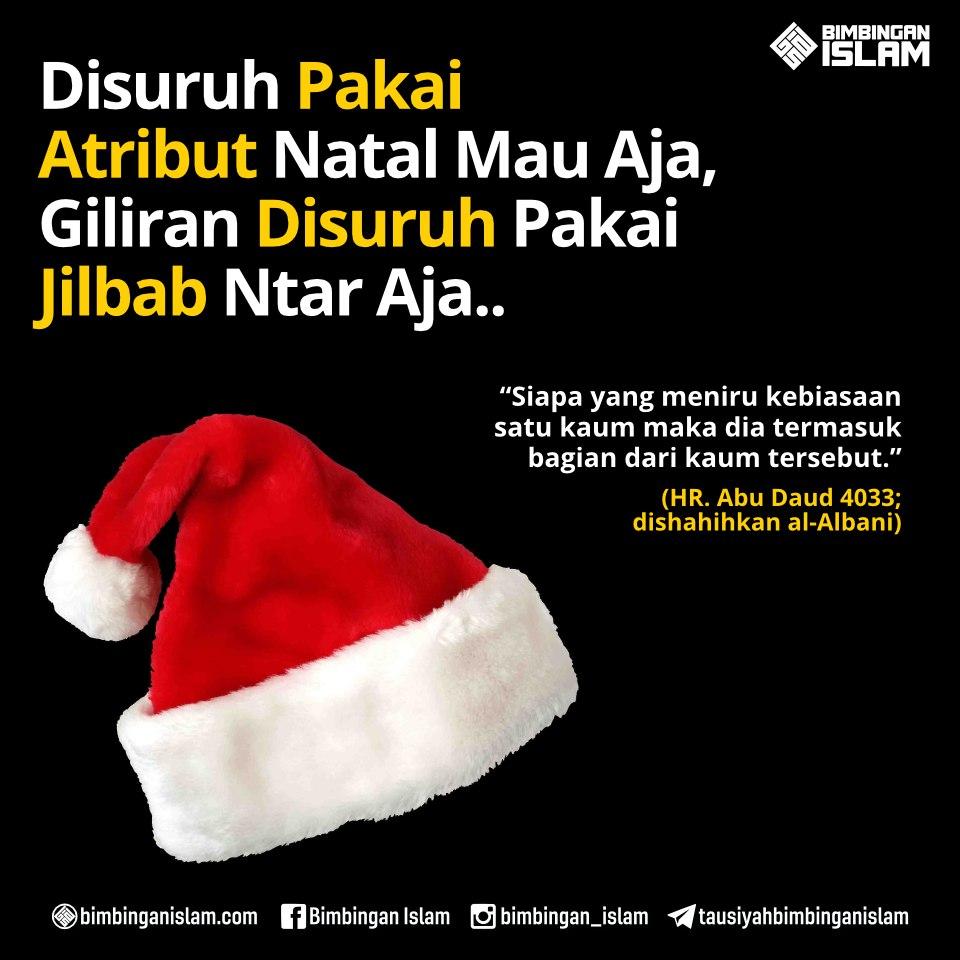 BIMBINGAN
ISLAM
Disuruh Pakai
Atribut Natal Mau Aja,
Giliran Disuruh Pakai
Jilbab Ntar Aja..
“Siapa yang meniru kebiasaan
satu kaum maka dia termasuk
bagian dari kaum tersebut.”
(HR. Abu Daud 4033;
dishahihkan al-Albani)
bimbinganislam.com Bimbingan Islam bimbingan_islam tausiyahbimbinganislam